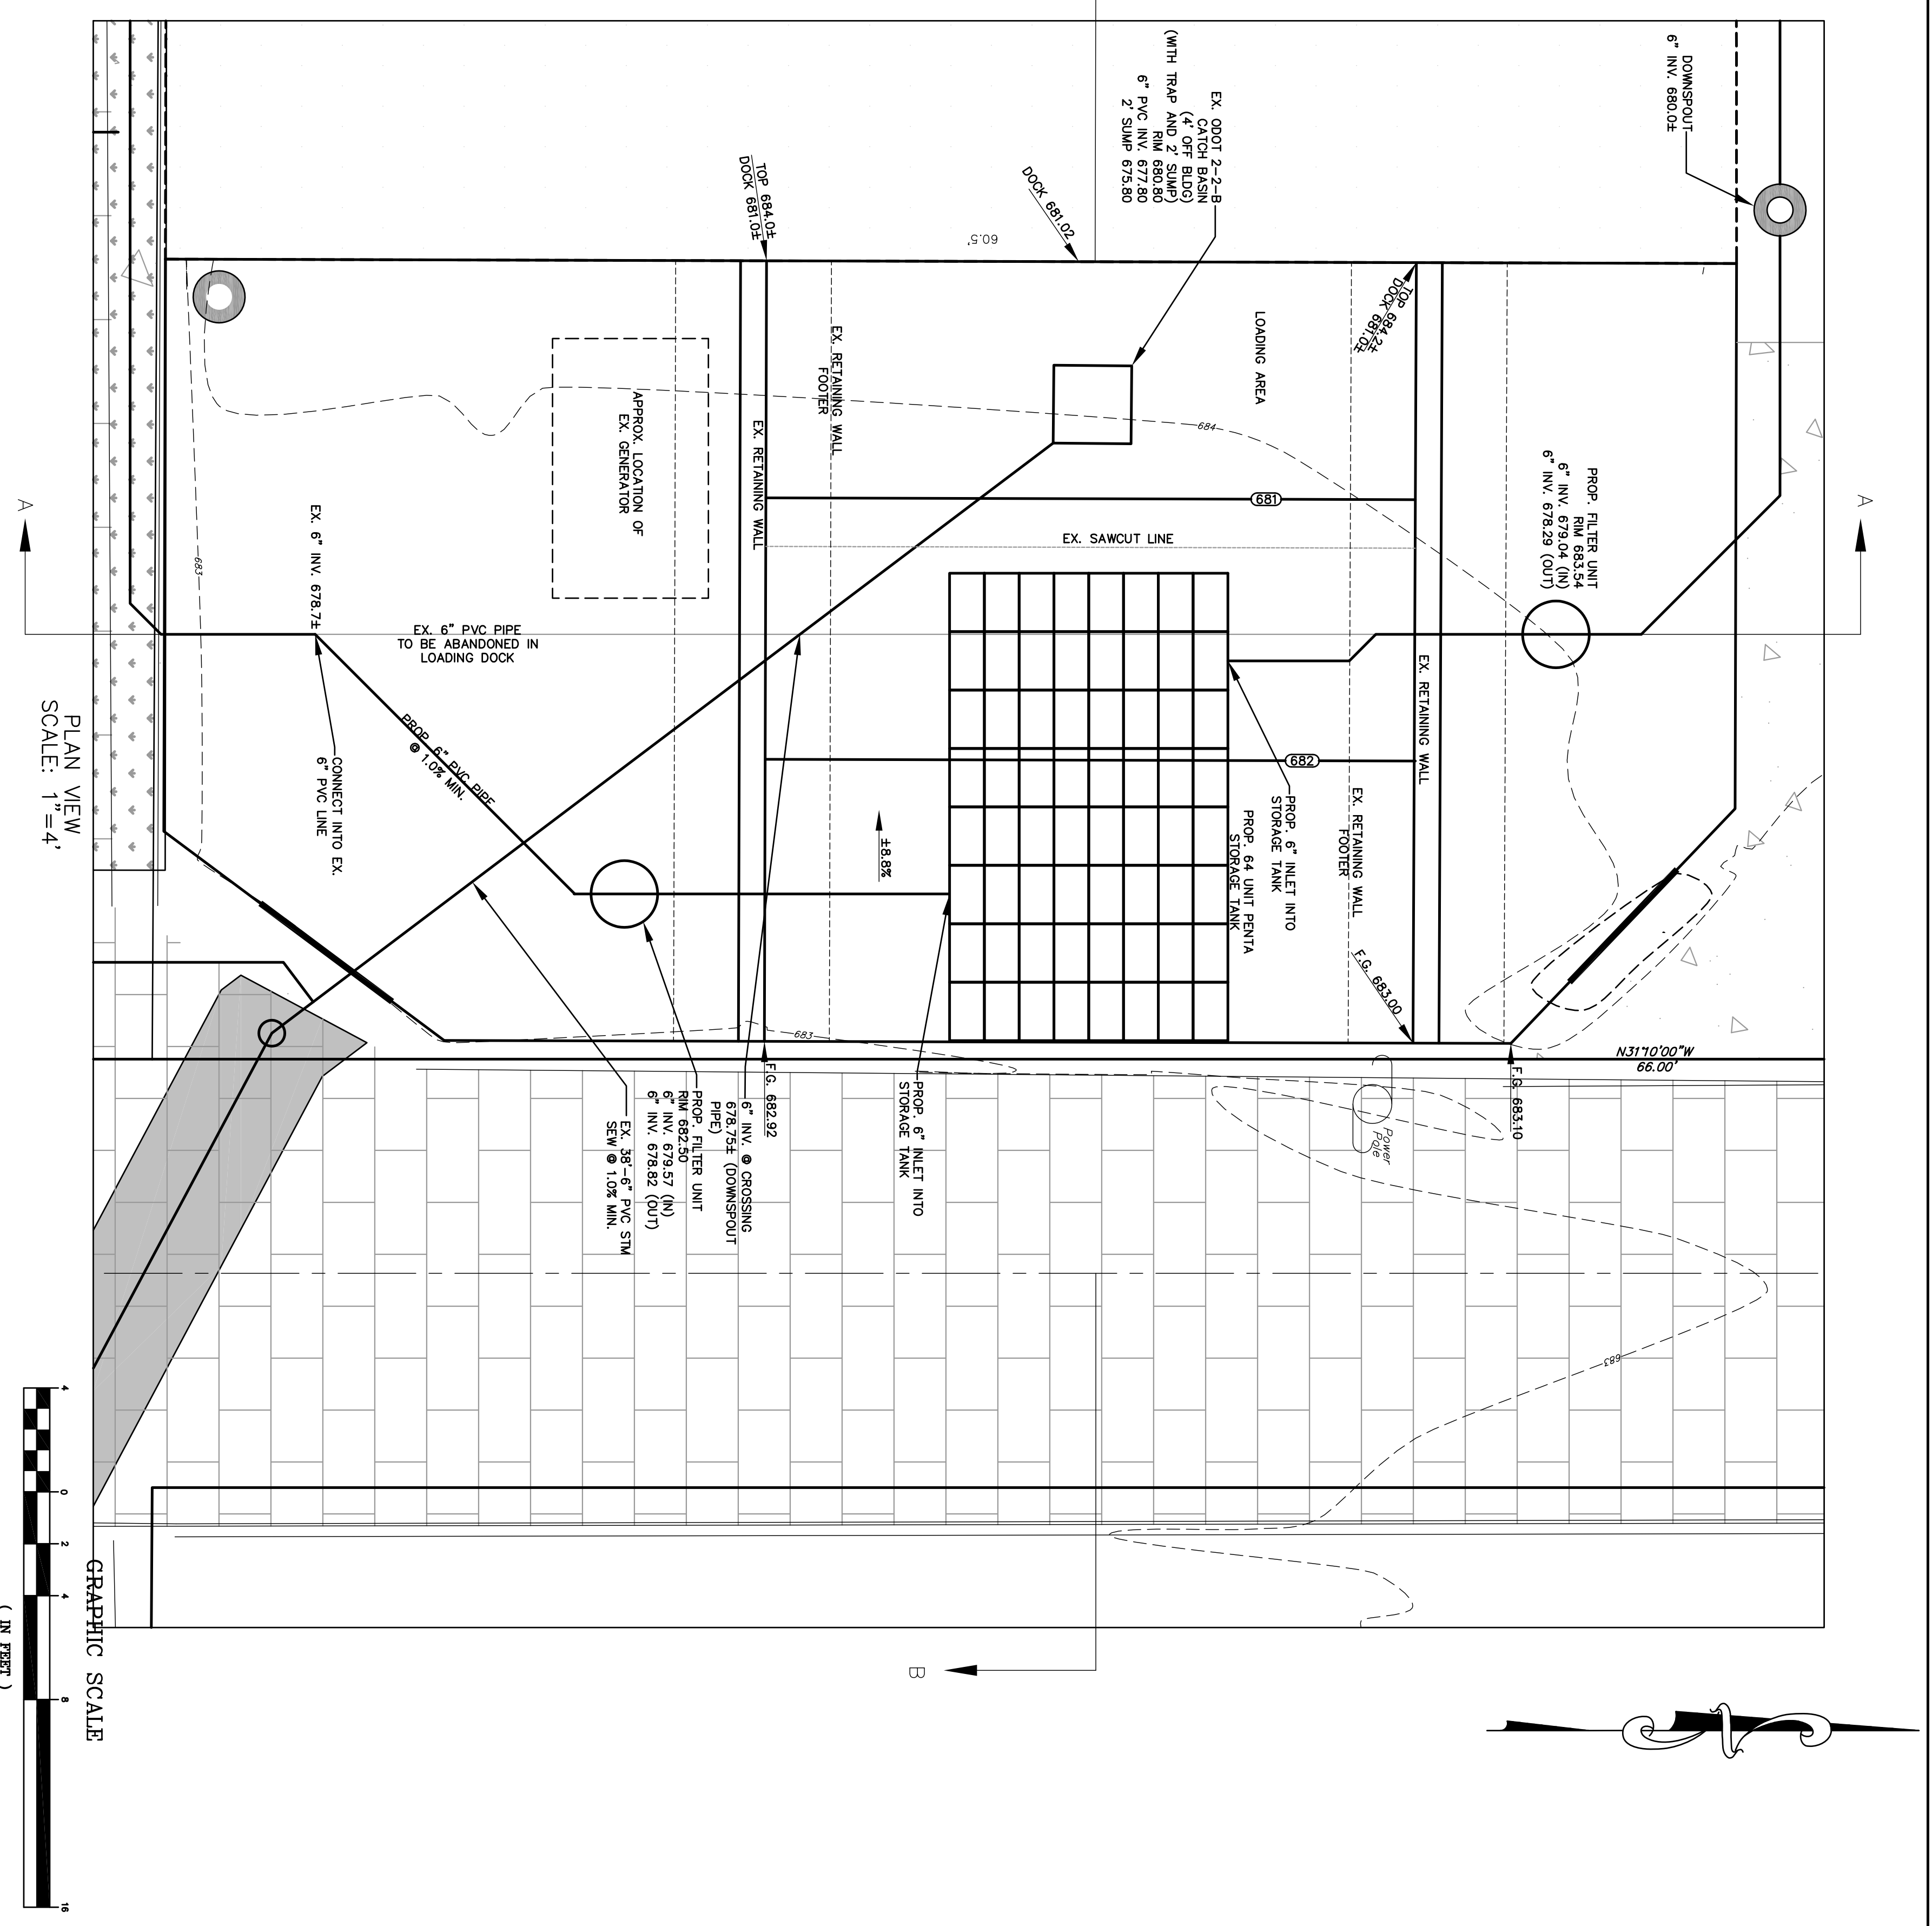 DOWNSPOUT
6" INV. 680.0±
EX. ODOT 2-2-B
CATCH BASIN
(4' OFF BLDG)
(WITH TRAP AND 2' SUMP)
RIM 680.80
6" PVC INV. 677.80
2' SUMP 675.80
TOP 684.0±
DOCK 681.0±
DOCK 681.02
60.5'
TOP 684.2±
DOCK 681.0±
LOADING AREA
EX. RETAINING WALL
FOOTER
EX. RETAINING WALL
APPROX. LOCATION OF
EX. GENERATOR
684
681
EX. SAWCUT LINE
PROP. FILTER UNIT
RIM 683.54
6" INV. 679.04 (IN)
6" INV. 678.29 (OUT)
A
A
EX. 6" INV. 678.7±
683
EX. 6" PVC PIPE
TO BE ABANDONED IN
LOADING DOCK
EX. RETAINING WALL
682
PROP. 6" INLET INTO
STORAGE TANK
PROP. 64 UNIT PENTA
STORAGE TANK
EX. RETAINING WALL
FOOTER
±8.8%
PROP. 6" PVC PIPE
@ 1.0% MIN.
CONNECT INTO EX.
6" PVC LINE
PLAN VIEW
SCALE: 1"=4'
F.G. 683.00
683
F.G. 682.92
F.G. 683.10
N31°10'00"W
66.00'
Power
Pole
PROP. 6" INLET INTO
STORAGE TANK
6" INV. @ CROSSING
678.75± (DOWNSPOUT
PIPE)
PROP. FILTER UNIT
RIM 682.50
6" INV. 679.57 (IN)
6" INV. 678.82 (OUT)
EX. 38'-6" PVC STM
SEW @ 1.0% MIN.
683
B
N
4 0 2 4 8 16
GRAPHIC SCALE
( IN FEET )